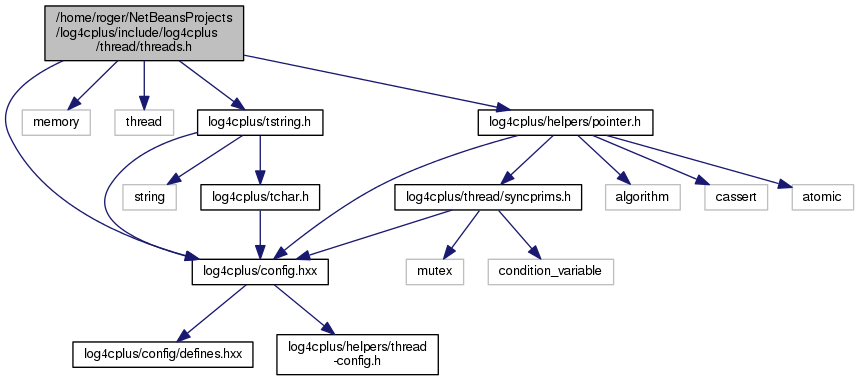 /home/roger/NetBeansProjects
/log4cplus/include/log4cplus
/thread/threads.h
memory
thread
log4cplus/tstring.h
log4cplus/helpers/pointer.h
string
log4cplus/tchar.h
log4cplus/thread/syncprims.h
algorithm
cassert
atomic
log4cplus/config.hxx
mutex
condition_variable
log4cplus/config/defines.hxx
log4cplus/helpers/thread
-config.h